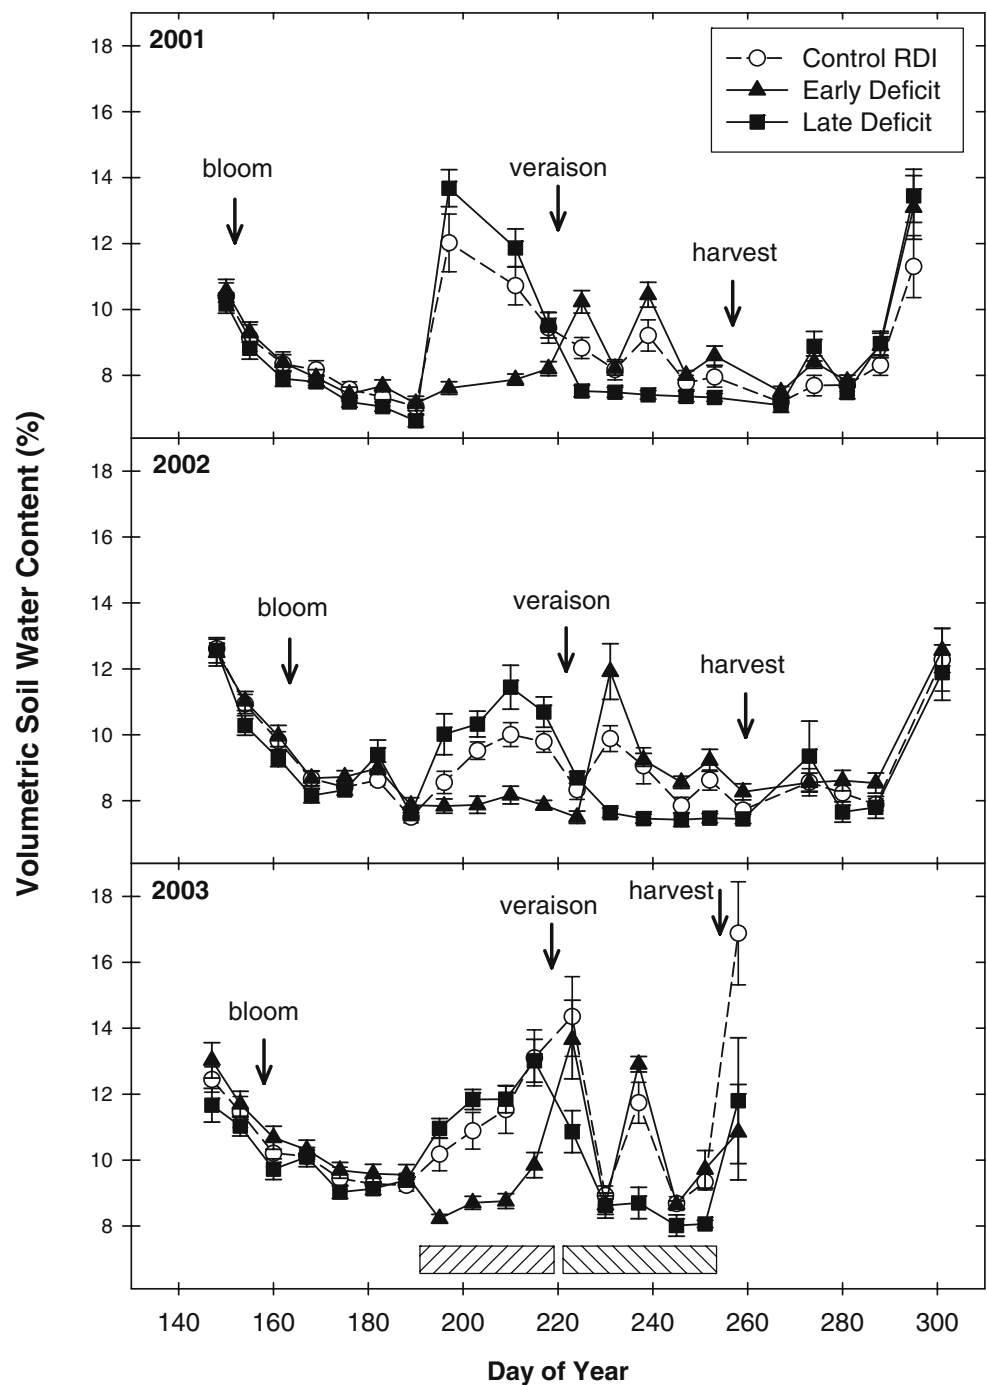 2001
Control RDI
Early Deficit
Late Deficit
bloom
veraison
harvest
18
16
14
12
10
8
2002
bloom
veraison
harvest
18
16
14
12
10
8
2003
bloom
veraison
harvest
18
16
14
12
10
8
Volumetric Soil Water Content (%)
140 160 180 200 220 240 260 280 300
Day of Year